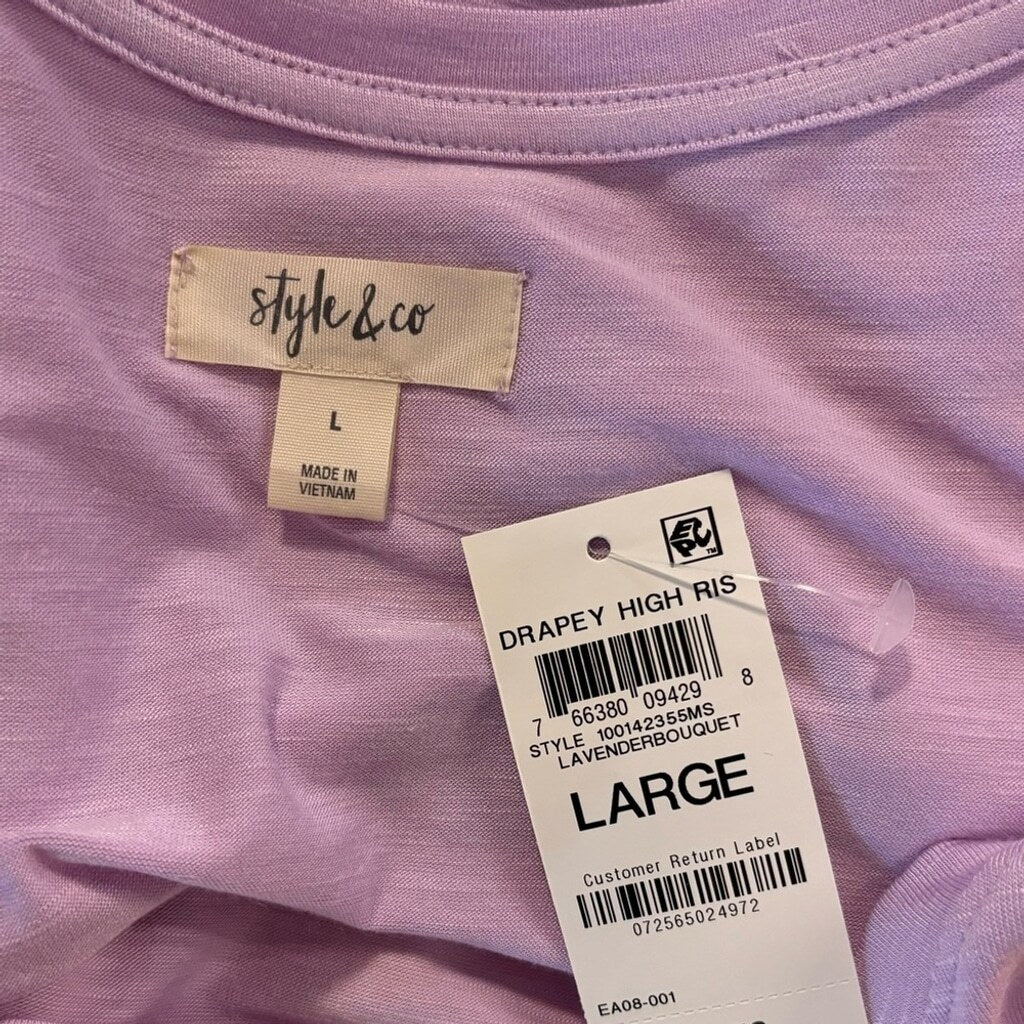 style & co
L
MADE IN
VIETNAM
EPC™
DRAPEY HIGH RIS
7 66380 09429 8
STYLE 100142355MS
LAVENDERBOUQUET
LARGE
Customer Return Label
072565024972
EA08-001